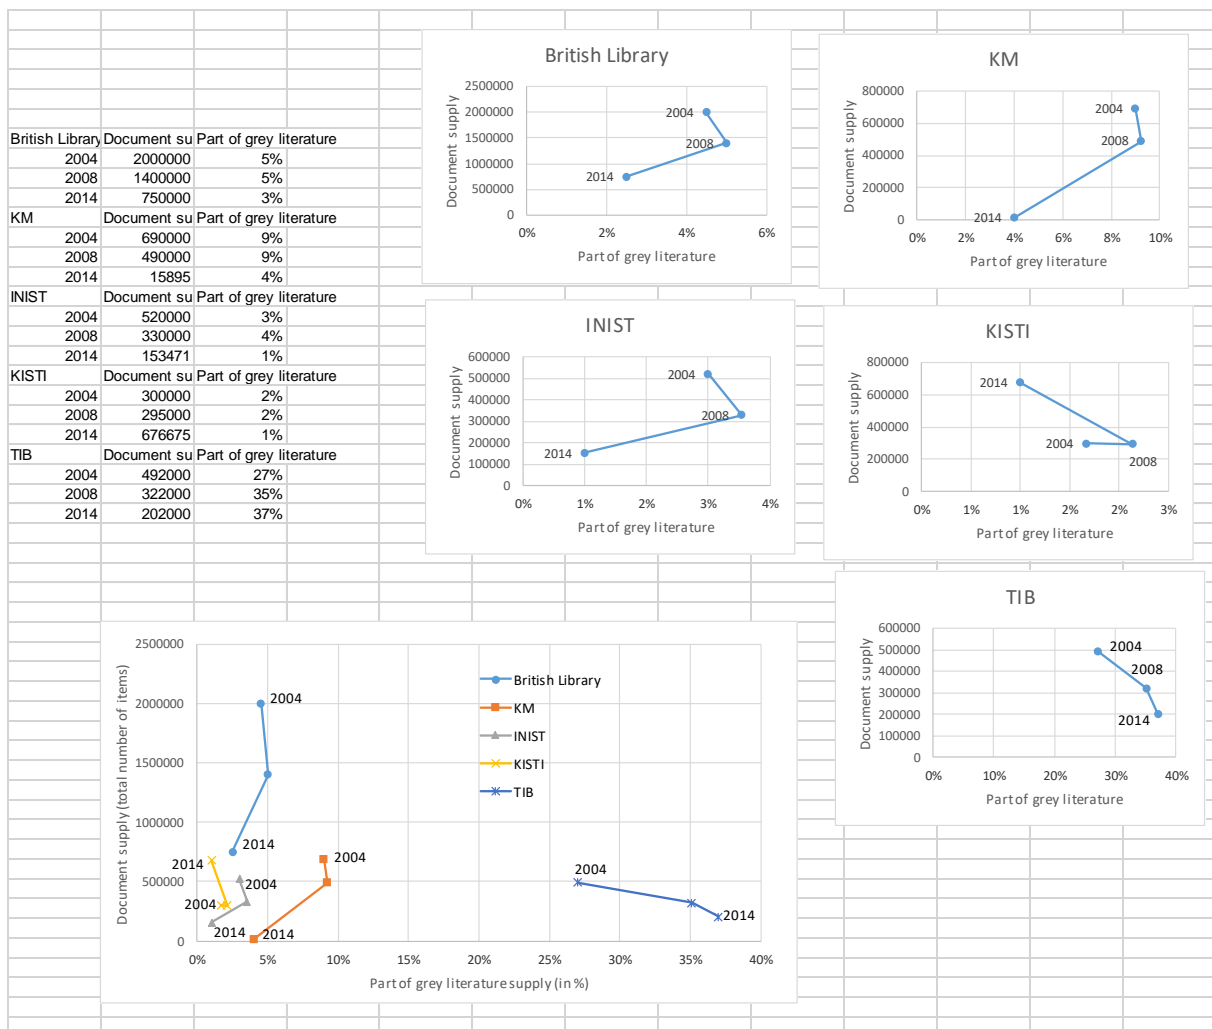 British Library Document su Part of grey literature
2004 2000000 5%
2008 1400000 5%
2014 750000 3%
KM Document su Part of grey literature
2004 690000 9%
2008 490000 9%
2014 15895 4%
INIST Document su Part of grey literature
2004 520000 3%
2008 330000 4%
2014 153471 1%
KISTI Document su Part of grey literature
2004 300000 2%
2008 295000 2%
2014 676675 1%
TIB Document su Part of grey literature
2004 492000 27%
2008 322000 35%
2014 202000 37%
British Library
Document supply
2500000
2000000
1500000
1000000
500000
0
2004
2008
2014
0% 2% 4% 6%
Part of grey literature
KM
Document supply
800000
600000
400000
200000
0
2004
2008
2014
0% 2% 4% 6% 8% 10%
Part of grey literature
INIST
Document supply
600000
500000
400000
300000
200000
100000
0
2004
2008
2014
0% 1% 2% 3% 4%
Part of grey literature
KISTI
Document supply
800000
600000
400000
200000
0
2014
2004
2008
0% 1% 1% 2% 2% 3%
Part of grey literature
TIB
Document supply
600000
500000
400000
300000
200000
100000
0
2004
2008
2014
0% 10% 20% 30% 40%
Part of grey literature
Document supply (total number of items)
2500000
2000000
1500000
1000000
500000
0
British Library
KM
INIST
KISTI
TIB
2004
2014
2004
2014
2004
2004
2014
2014
2004
2014
0% 5% 10% 15% 20% 25% 30% 35% 40%
Part of grey literature supply (in %)